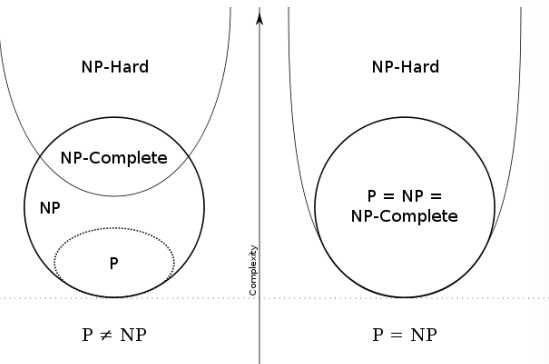 NP-Hard
NP-Complete
NP
P
P ≠ NP
Complexity
NP-Hard
P = NP =
NP-Complete
P = NP